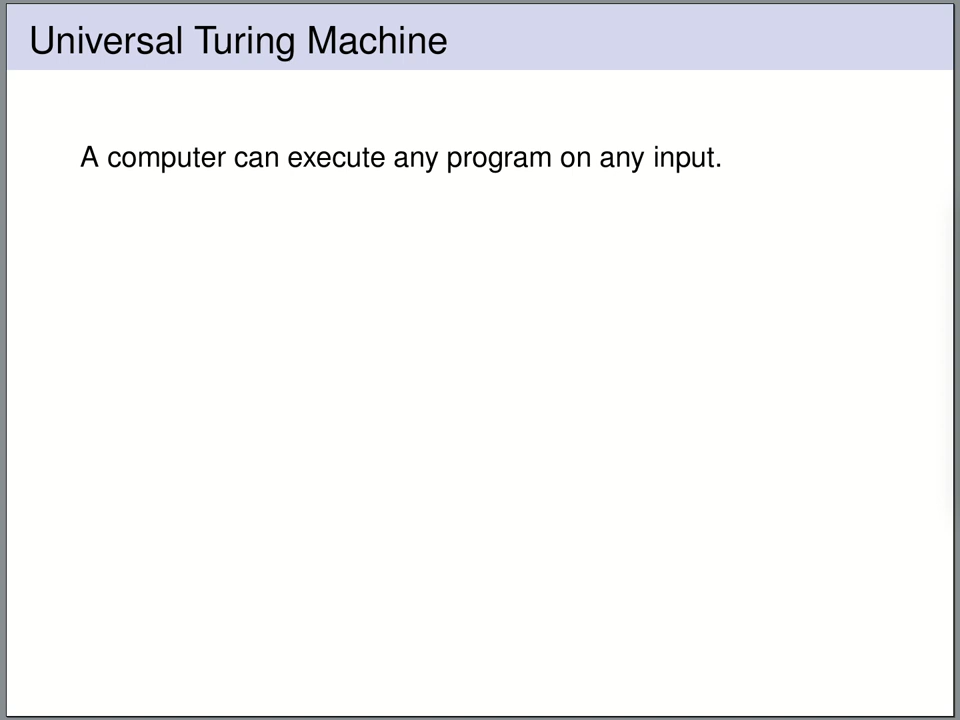 Universal Turing Machine
A computer can execute any program on any input.